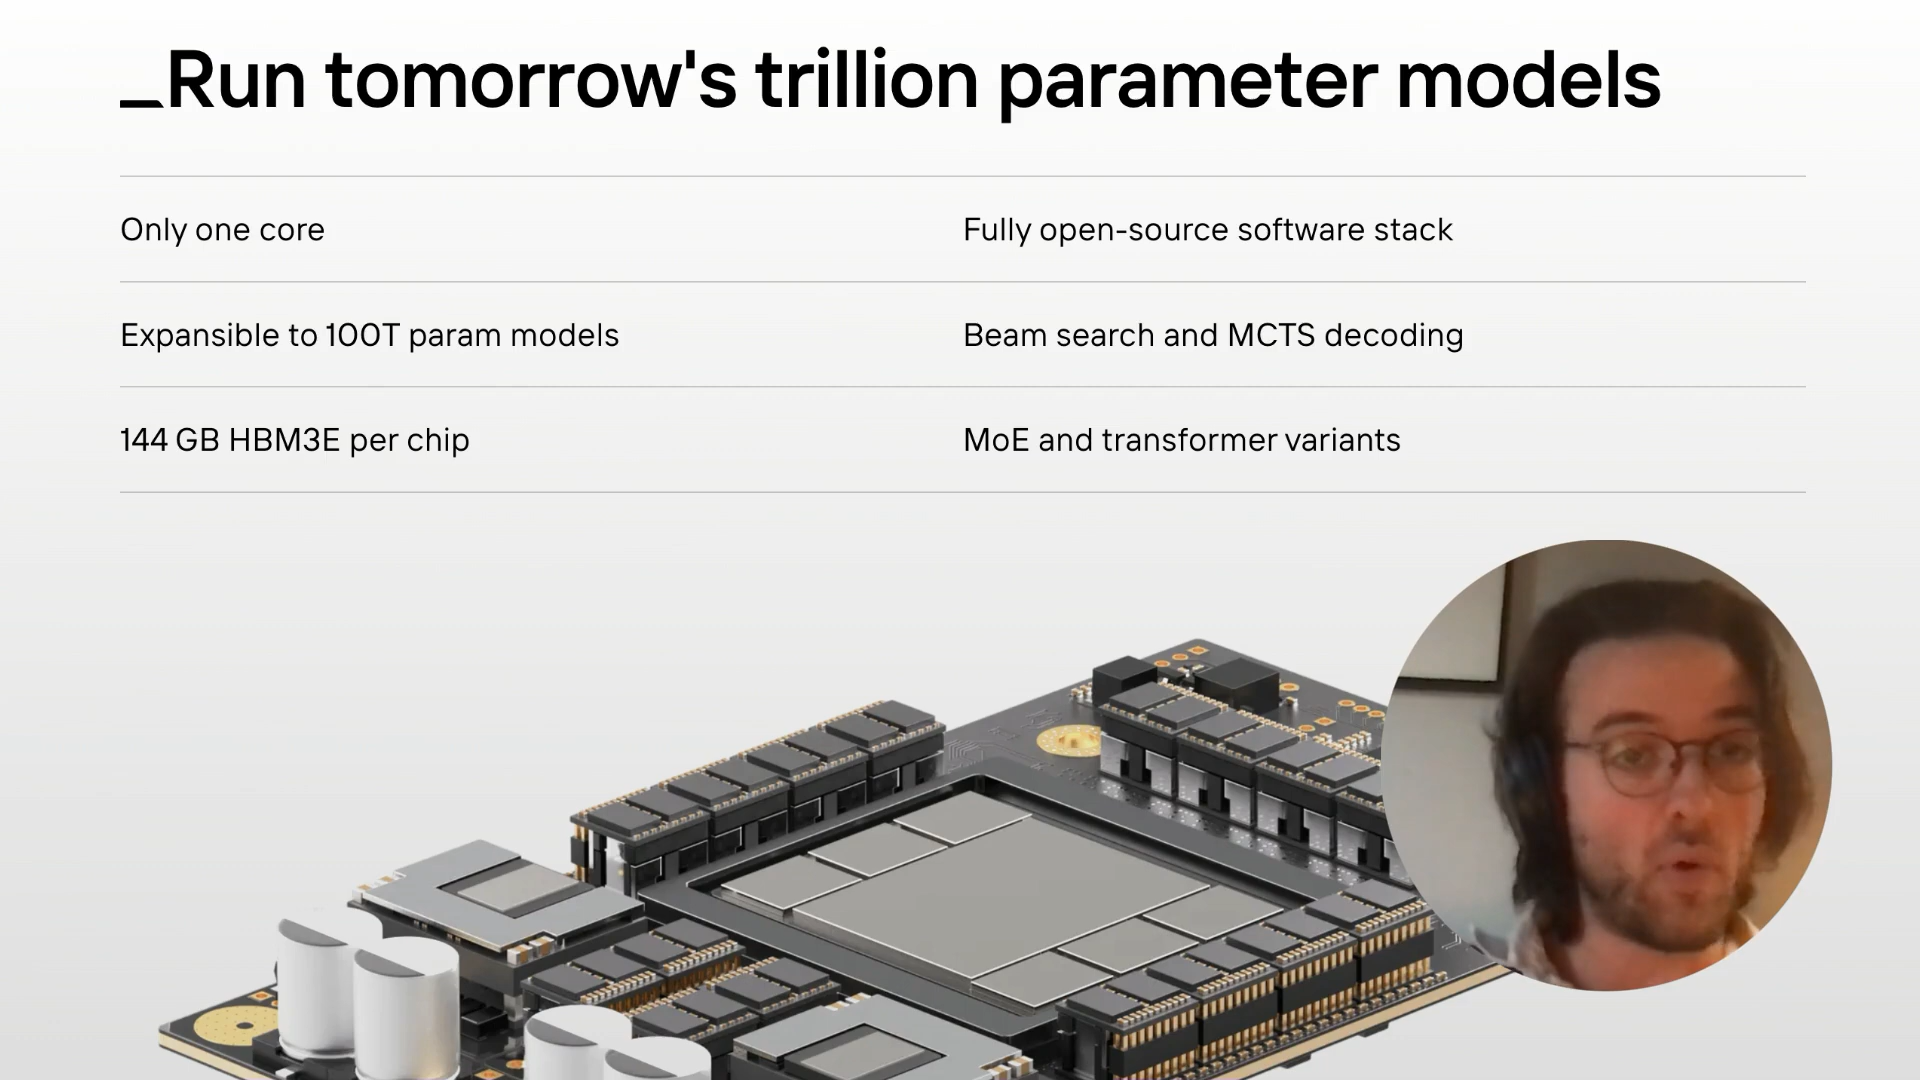 _Run tomorrow's trillion parameter models
Only one core
Fully open-source software stack
Expansible to 100T param models
Beam search and MCTS decoding
144 GB HBM3E per chip
MoE and transformer variants